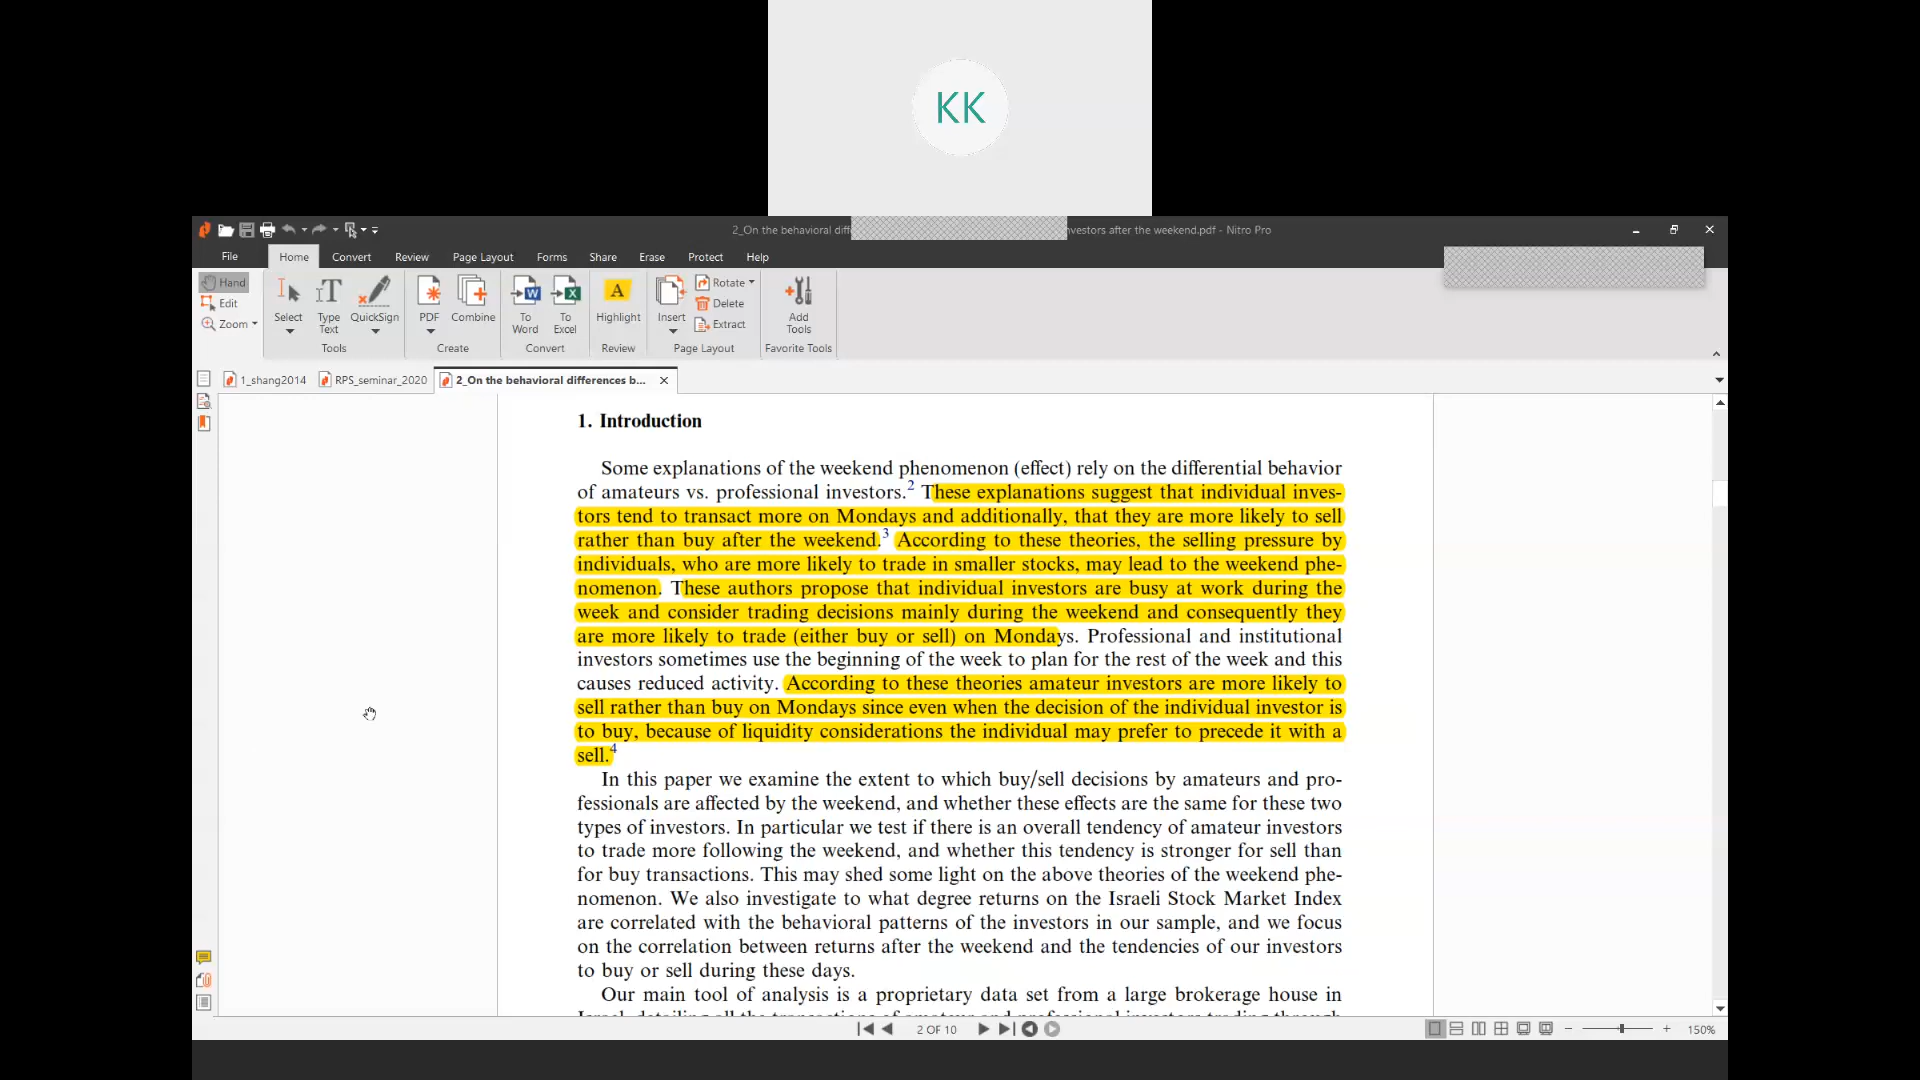 KK
2_On the behavioral diff
vestors after the weekend.pdf - Nitro Pro
File
Home
Convert
Review
Page Layout
Forms
Share
Erase
Protect
Help
Hand
Edit
Zoom
Select
Type Text
QuickSign
Tools
PDF
Combine
Create
To Word
To Excel
Convert
Highlight
Review
Insert
Rotate
Delete
Extract
Page Layout
Add Tools
Favorite Tools
1_shang2014
RPS_seminar_2020
2_On the behavioral differences b...
1. Introduction
Some explanations of the weekend phenomenon (effect) rely on the differential behavior
of amateurs vs. professional investors.2 These explanations suggest that individual inves-
tors tend to transact more on Mondays and additionally, that they are more likely to sell
rather than buy after the weekend.3 According to these theories, the selling pressure by
individuals, who are more likely to trade in smaller stocks, may lead to the weekend phe-
nomenon. These authors propose that individual investors are busy at work during the
week and consider trading decisions mainly during the weekend and consequently they
are more likely to trade (either buy or sell) on Mondays. Professional and institutional
investors sometimes use the beginning of the week to plan for the rest of the week and this
causes reduced activity. According to these theories amateur investors are more likely to
sell rather than buy on Mondays since even when the decision of the individual investor is
to buy, because of liquidity considerations the individual may prefer to precede it with a
sell.4
In this paper we examine the extent to which buy/sell decisions by amateurs and pro-
fessionals are affected by the weekend, and whether these effects are the same for these two
types of investors. In particular we test if there is an overall tendency of amateur investors
to trade more following the weekend, and whether this tendency is stronger for sell than
for buy transactions. This may shed some light on the above theories of the weekend phe-
nomenon. We also investigate to what degree returns on the Israeli Stock Market Index
are correlated with the behavioral patterns of the investors in our sample, and we focus
on the correlation between returns after the weekend and the tendencies of our investors
to buy or sell during these days.
Our main tool of analysis is a proprietary data set from a large brokerage house in
2 OF 10
150%